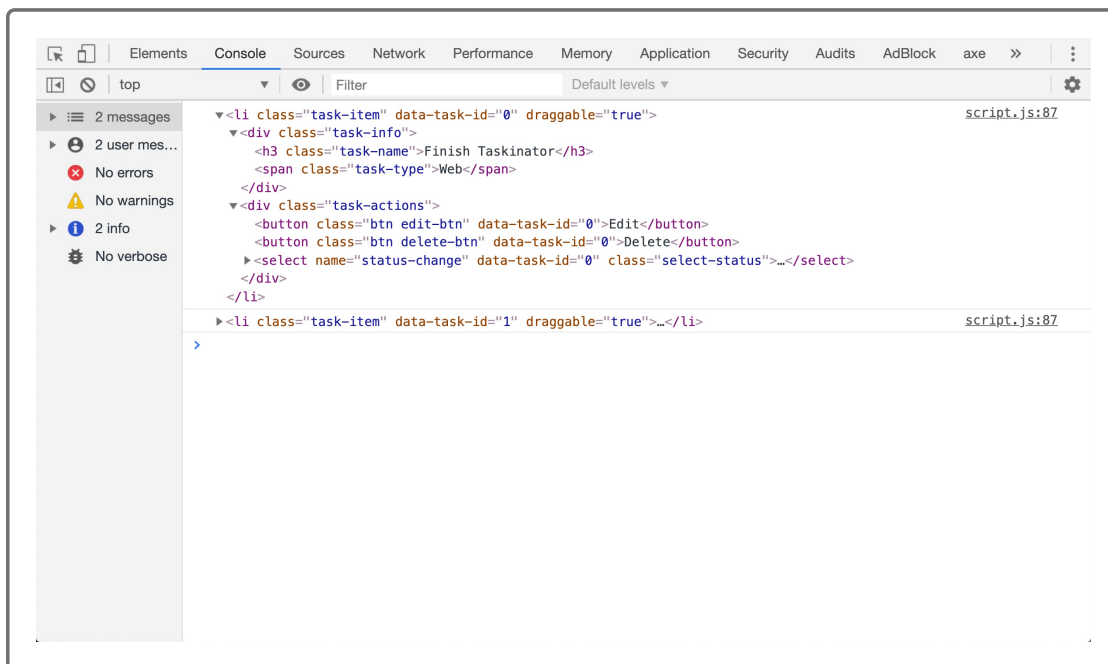 Elements Console Sources Network Performance Memory Application Security Audits AdBlock axe »
top Filter Default levels
2 messages
2 user mes...
No errors
No warnings
2 info
No verbose
<li class="task-item" data-task-id="0" draggable="true"> script.js:87
<div class="task-info">
<h3 class="task-name">Finish Taskinator</h3>
<span class="task-type">Web</span>
</div>
<div class="task-actions">
<button class="btn edit-btn" data-task-id="0">Edit</button>
<button class="btn delete-btn" data-task-id="0">Delete</button>
<select name="status-change" data-task-id="0" class="select-status">…</select>
</div>
</li>
<li class="task-item" data-task-id="1" draggable="true">…</li> script.js:87